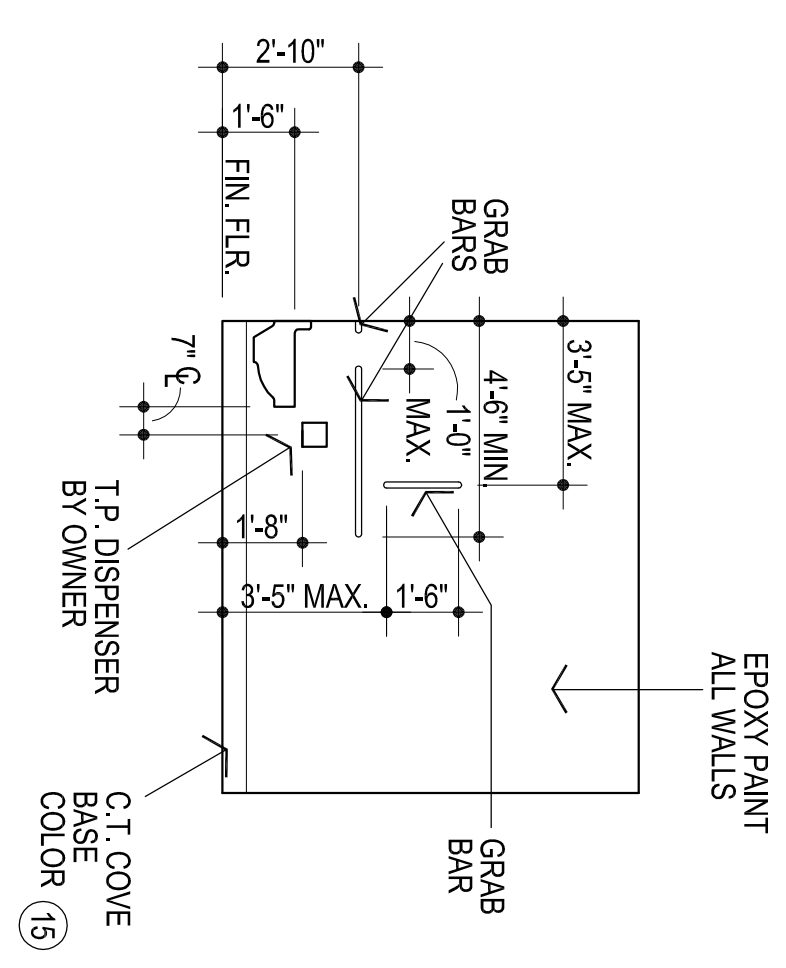 2'-10"
1'-6"
FIN. FLR.
GRAB
BARS
3'-5" MAX.
4'-6" MIN.
1'-0"
MAX.
7" ℄
1'-8"
3'-5" MAX.
1'-6"
T.P. DISPENSER
BY OWNER
EPOXY PAINT
ALL WALLS
GRAB
BAR
C.T. COVE
BASE
COLOR 15